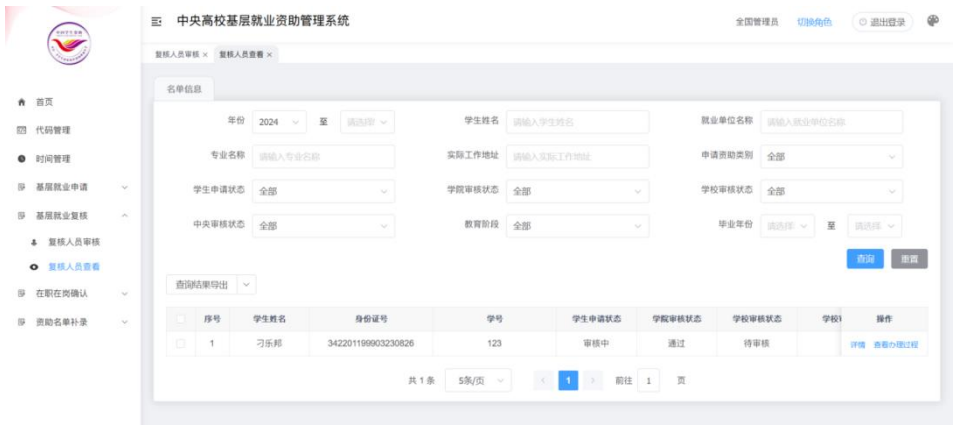 中央高校基层就业资助管理系统
全国管理员 切换角色 退出登录
复核人员审核 × 复核人员查看 ×
首页
代码管理
时间管理
基层就业申请
基层就业复核
复核人员审核
复核人员查看
在职在岗确认
资助名单补录
名单信息
年份 2024 至 请选择 学生姓名 请输入学生姓名 就业单位名称 请输入就业单位名称
专业名称 请输入专业名称 实际工作地址 请输入实际工作地址 申请资助类别 全部
学生申请状态 全部 学院审核状态 全部 学校审核状态 全部
中央审核状态 全部 教育阶段 全部 毕业年份 请选择 至 请选择
查询 重置
查询结果导出
序号 学生姓名 身份证号 学号 学生申请状态 学院审核状态 学校审核状态 学校 操作
1 刁乐邦 342201199903230826 123 审核中 通过 待审核 详情 查看办理过程
共 1 条 5条/页 1 前往 1 页